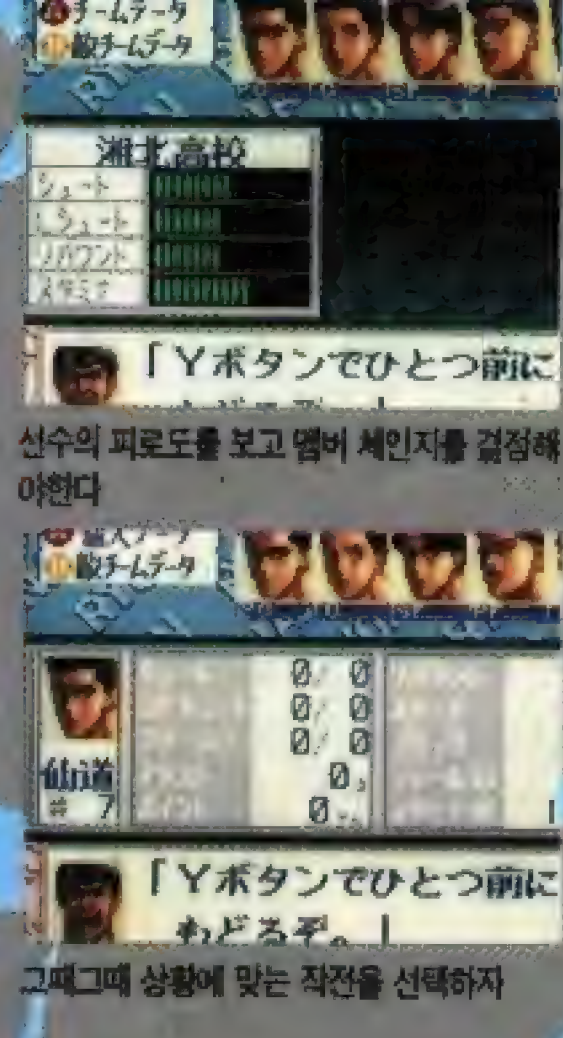 チームデータ
敵チームデータ
湘北高校
シュート
3シュート
リバウンド
スタミナ
「Yボタンでひとつ前に
선수의 피로도를 보고 멤버 체인지를 결정해
야한다
敵チームデータ
0/ 0
0/ 0
0/ 0
0
0
仙道
# 7
「Yボタンでひとつ前に
もどるぞ。」
그때그때 상황에 맞는 작전을 선택하자